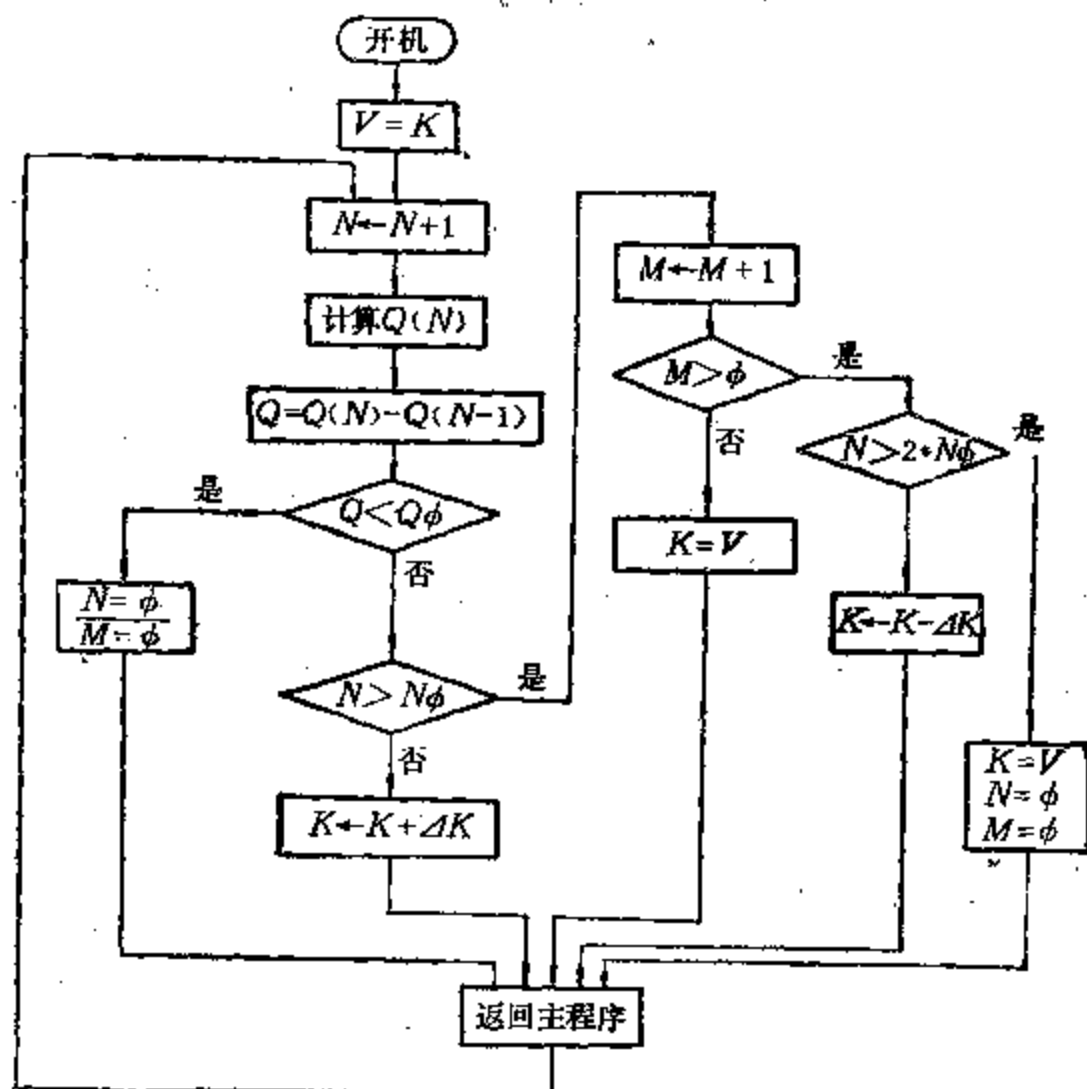 开机
V=K
N←N+1
计算Q(N)
Q=Q(N)-Q(N-1)
Q<Qϕ
是
否
N=ϕ
M=ϕ
N>Nϕ
是
否
K←K+ΔK
M←M+1
M>ϕ
是
否
K=V
N>2*Nϕ
是
K←K-ΔK
K=V
N=ϕ
M=ϕ
返回主程序